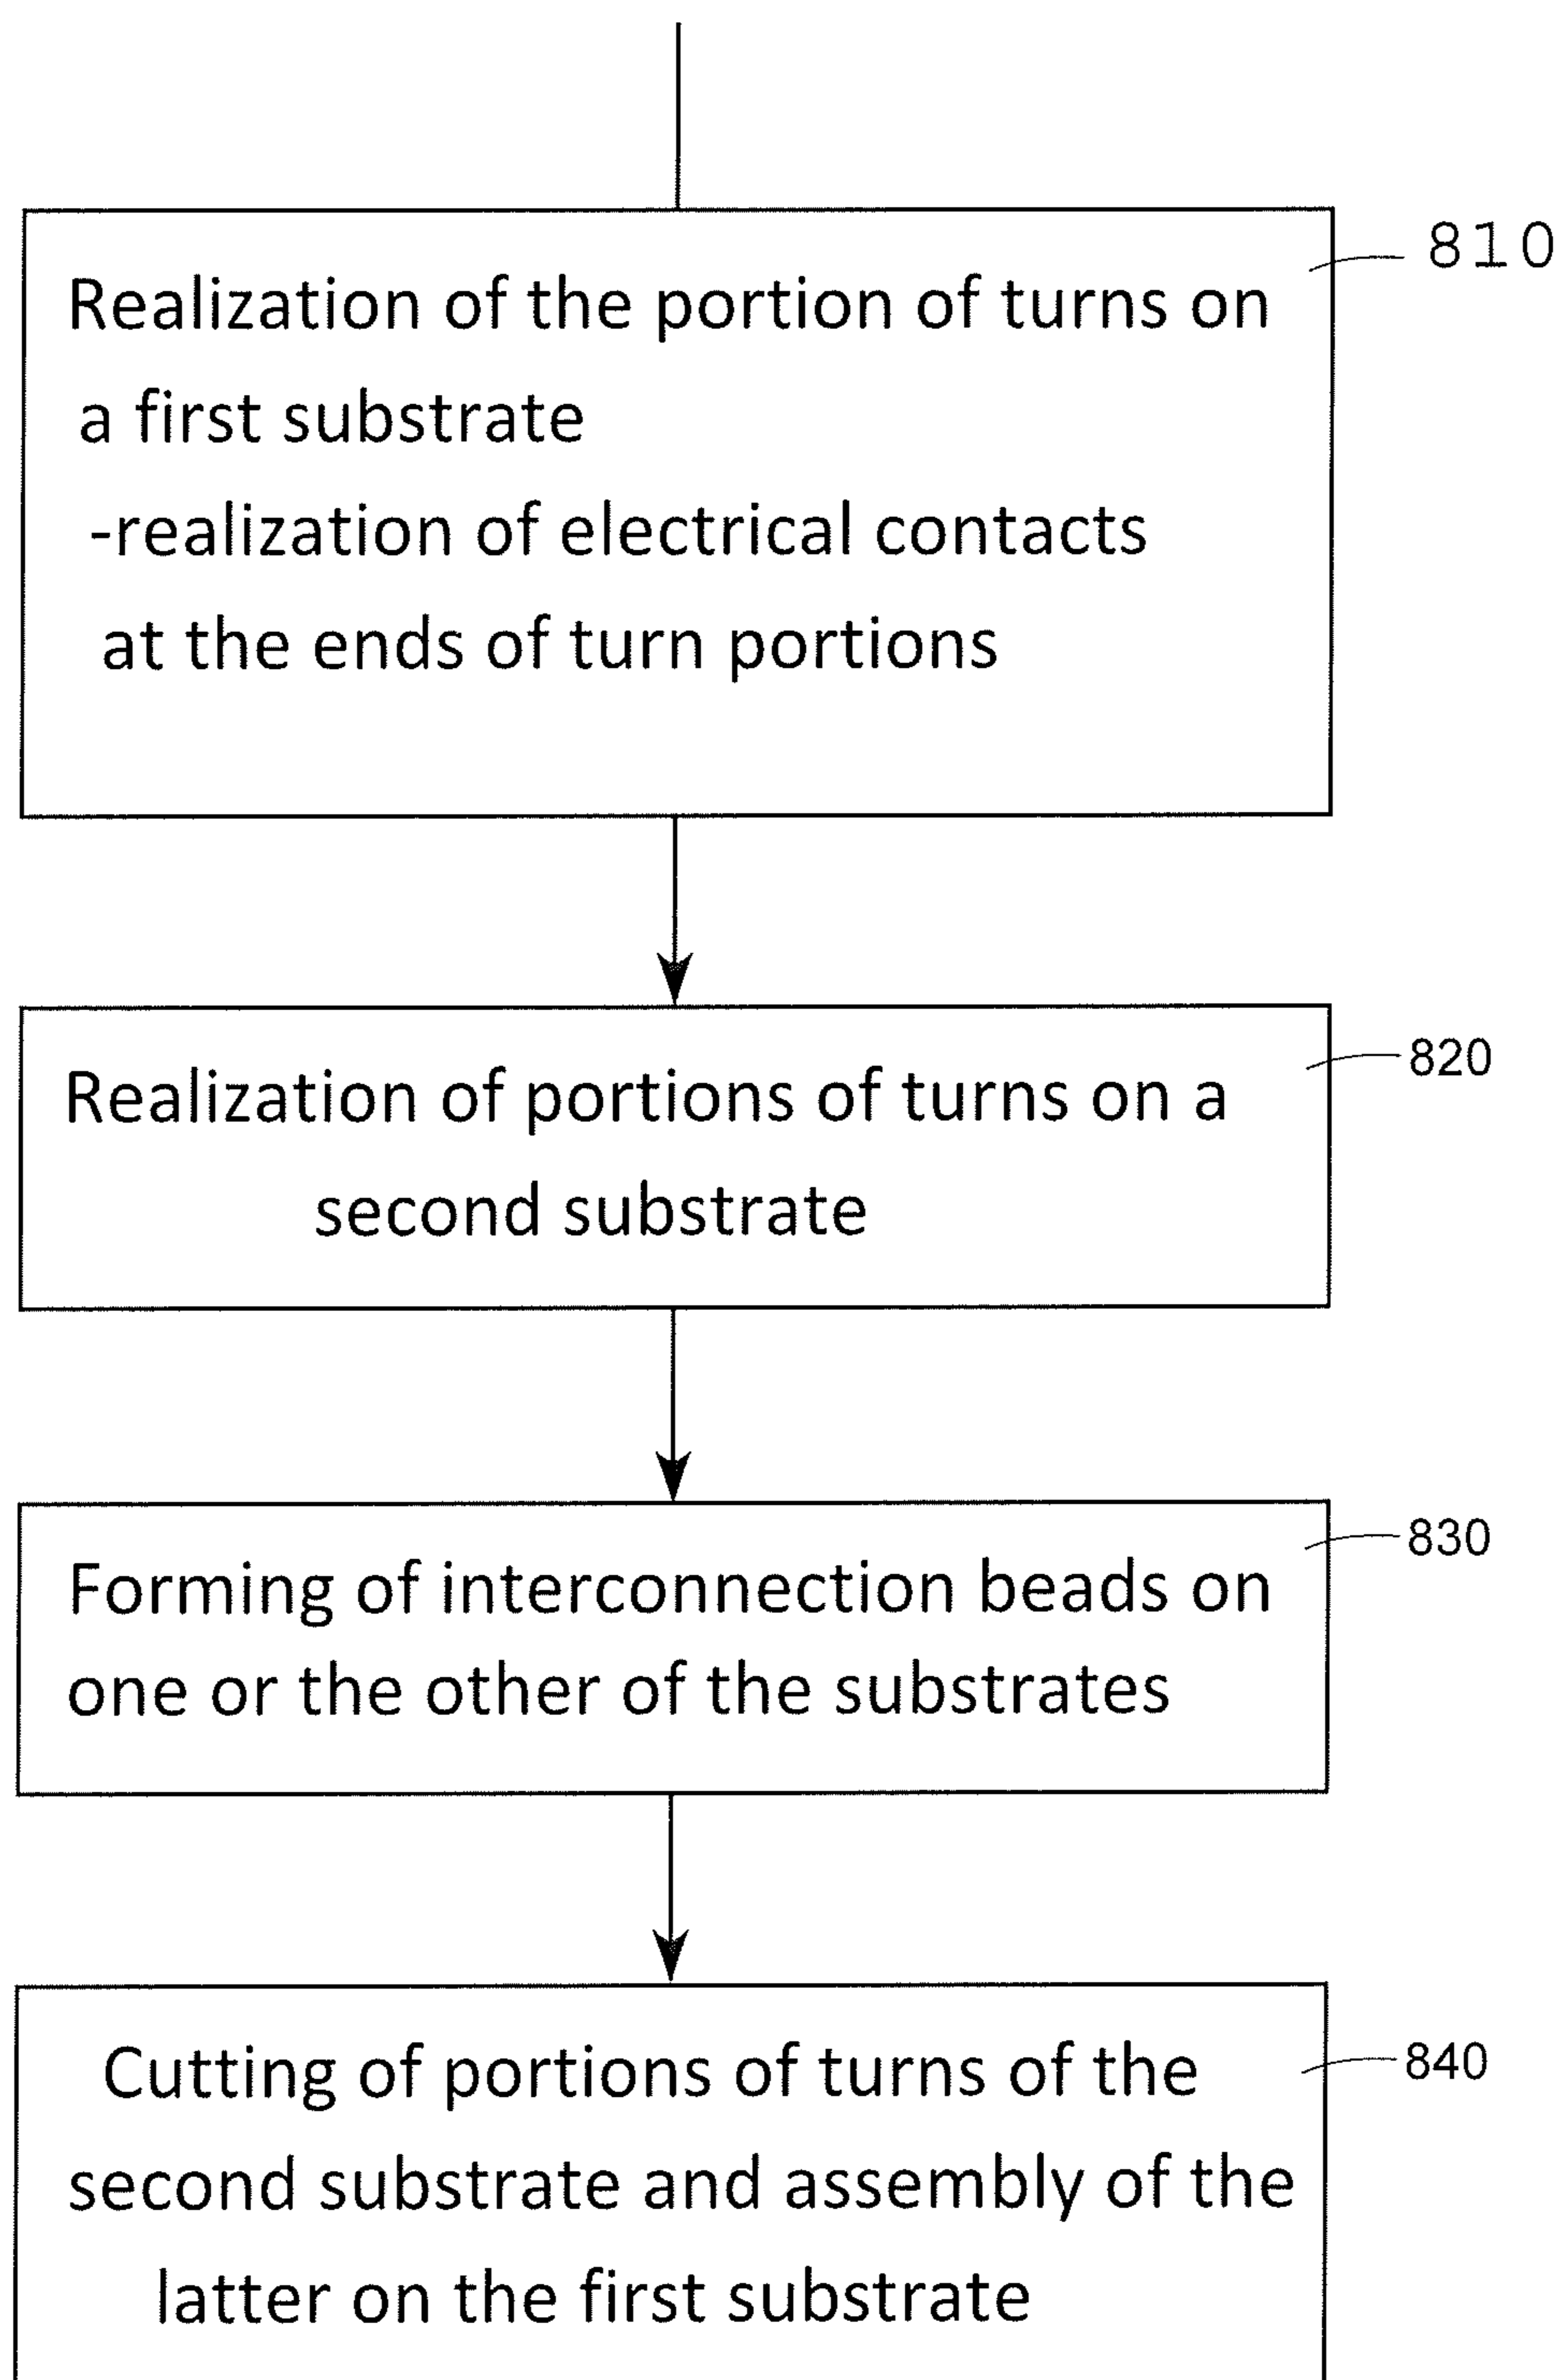 810
Realization of the portion of turns on
a first substrate
-realization of electrical contacts
at the ends of turn portions
820
Realization of portions of turns on a
second substrate
830
Forming of interconnection beads on
one or the other of the substrates
840
Cutting of portions of turns of the
second substrate and assembly of the
latter on the first substrate